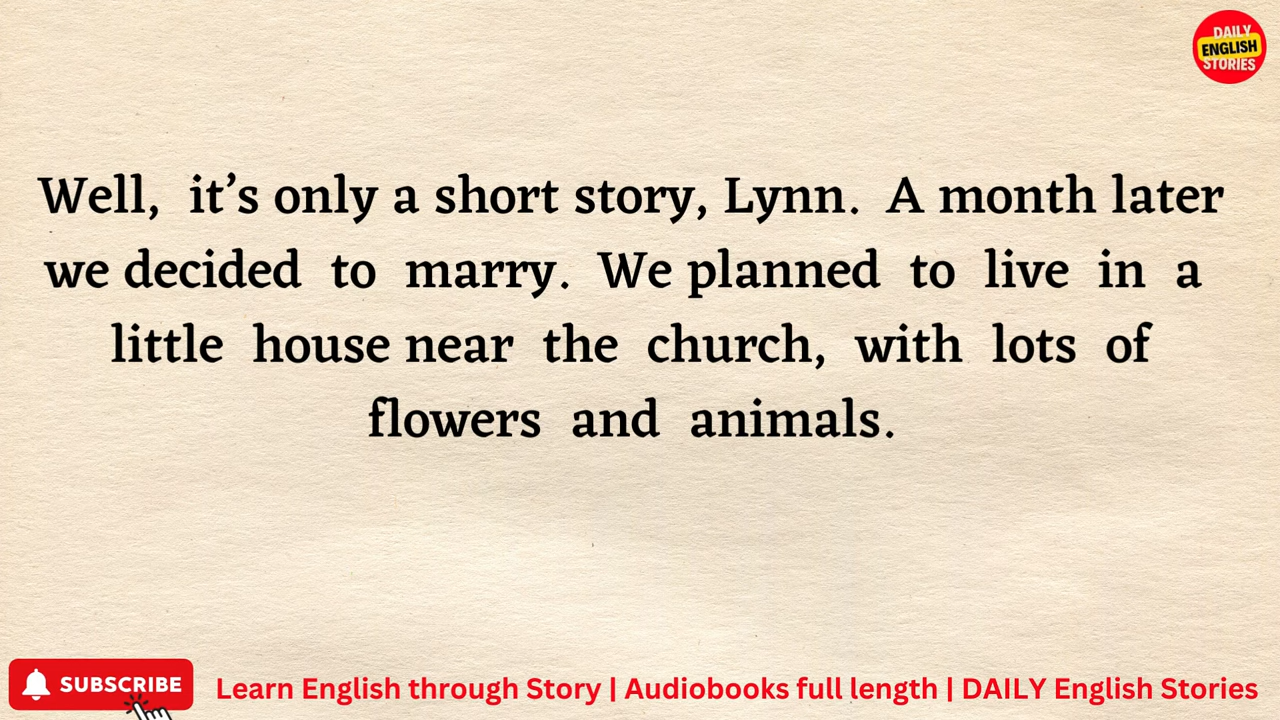 DAILY
ENGLISH
STORIES
Well, it’s only a short story, Lynn. A month later
we decided to marry. We planned to live in a
little house near the church, with lots of
flowers and animals.
SUBSCRIBE
Learn English through Story | Audiobooks full length | DAILY English Stories